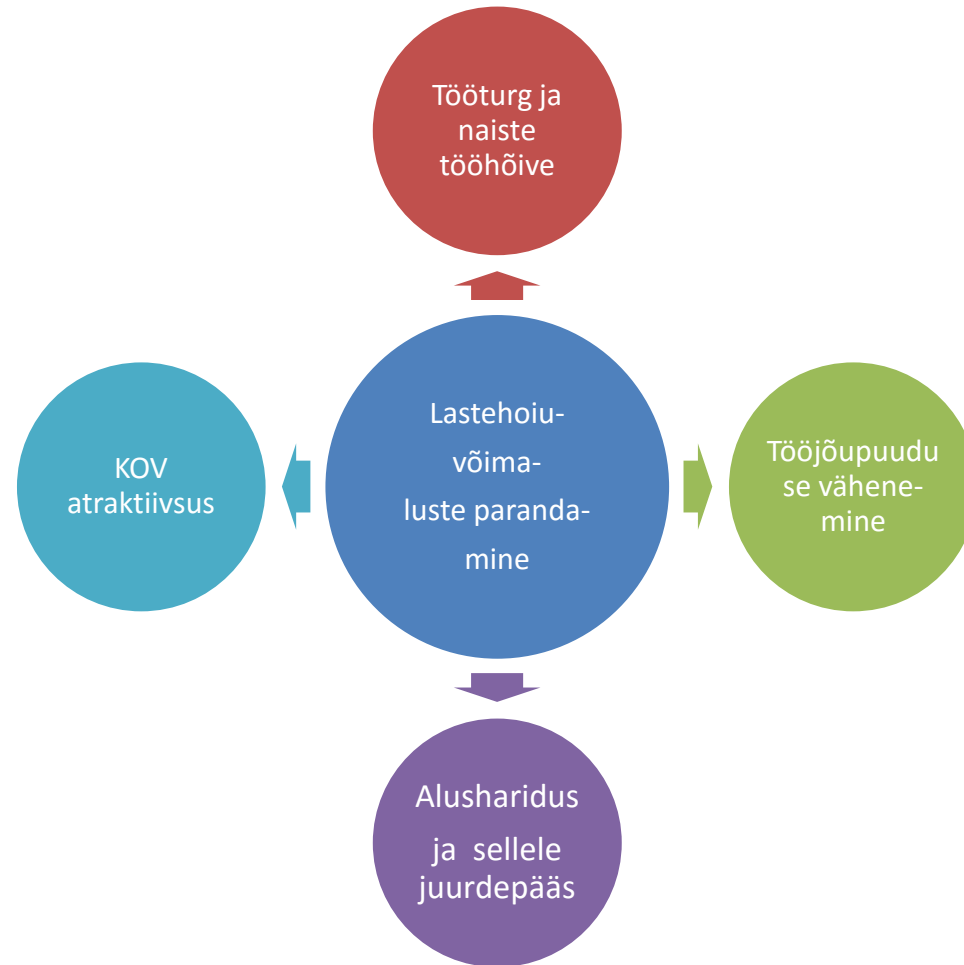 Tööturg ja
naiste
tööhõive
KOV
atraktiivsus
Lastehoiu-
võima-
luste paranda-
mine
Tööjõupuudu
se vähene-
mine
Alusharidus
ja sellele
juurdepääs